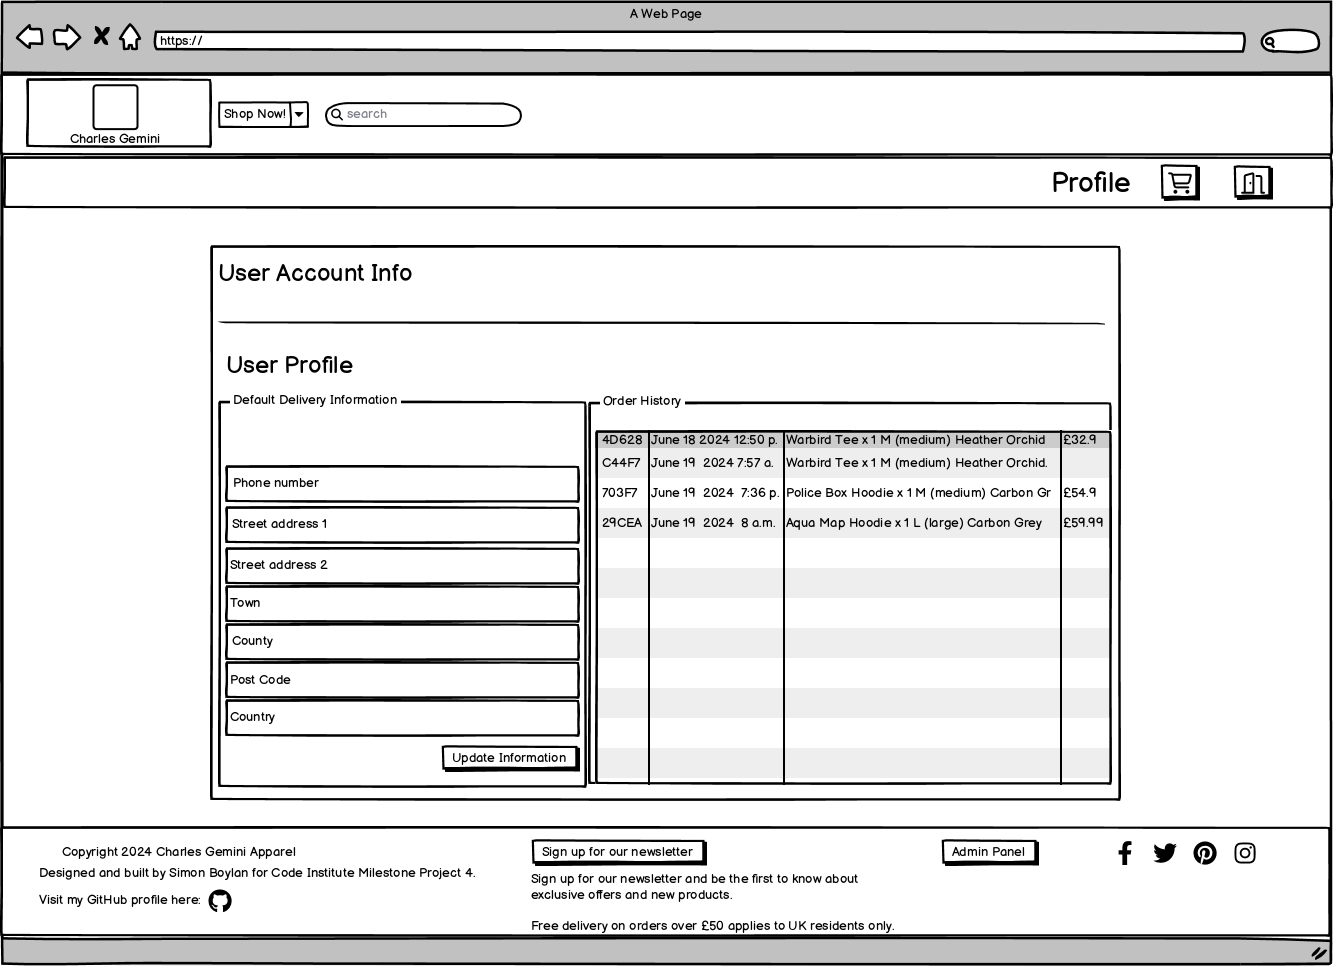 A Web Page
https://
Charles Gemini
Shop Now!
search
Profile
User Account Info
User Profile
Default Delivery Information
Phone number
Street address 1
Street address 2
Town
County
Post Code
Country
Update Information
Order History
4D628 June 18 2024 12:50 p. Warbird Tee x 1 M (medium) Heather Orchid £32.9
C44F7 June 19 2024 7:57 a. Warbird Tee x 1 M (medium) Heather Orchid.
703F7 June 19 2024 7:36 p. Police Box Hoodie x 1 M (medium) Carbon Gr £54.9
29CEA June 19 2024 8 a.m. Aqua Map Hoodie x 1 L (large) Carbon Grey £59.99
Copyright 2024 Charles Gemini Apparel
Designed and built by Simon Boylan for Code Institute Milestone Project 4.
Visit my GitHub profile here:
Sign up for our newsletter
Sign up for our newsletter and be the first to know about
exclusive offers and new products.
Free delivery on orders over £50 applies to UK residents only.
Admin Panel